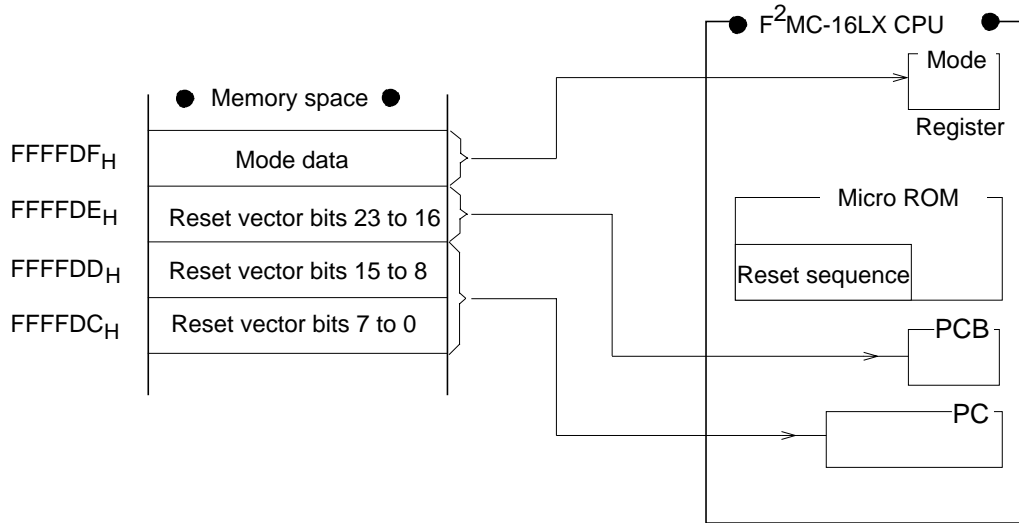 F2MC-16LX CPU
Mode
Register
Memory space
FFFFDFH
Mode data
FFFFDEH
Reset vector bits 23 to 16
FFFFDDH
Reset vector bits 15 to 8
FFFFDCH
Reset vector bits 7 to 0
Micro ROM
Reset sequence
PCB
PC